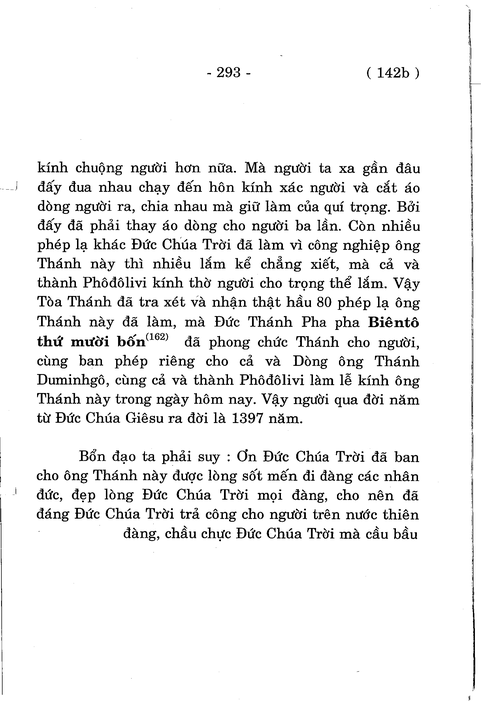 - 293 - ( 142b )
kính chuộng người hơn nữa. Mà người ta xa gần đâu
đấy đua nhau chạy đến hôn kính xác người và cắt áo
dòng người ra, chia nhau mà giữ làm của quí trọng. Bởi
đấy đã phải thay áo dòng cho người ba lần. Còn nhiều
phép lạ khác Đức Chúa Trời đã làm vì công nghiệp ông
Thánh này thì nhiều lắm kể chẳng xiết, mà cả và
thành Phôđôlivi kính thờ người cho trọng thể lắm. Vậy
Tòa Thánh đã tra xét và nhận thật hầu 80 phép lạ ông
Thánh này đã làm, mà Đức Thánh Pha pha Biêntô
thứ mười bốn(162) đã phong chức Thánh cho người,
cùng ban phép riêng cho cả và Dòng ông Thánh
Duminhgô, cùng cả và thành Phôđôlivi làm lễ kính ông
Thánh này trong ngày hôm nay. Vậy người qua đời năm
từ Đức Chúa Giêsu ra đời là 1397 năm.
Bổn đạo ta phải suy : Ơn Đức Chúa Trời đã ban
cho ông Thánh này được lòng sốt mến đi đàng các nhân
đức, đẹp lòng Đức Chúa Trời mọi đàng, cho nên đã
đáng Đức Chúa Trời trả công cho người trên nước thiên
đàng, chầu chực Đức Chúa Trời mà cầu bầu